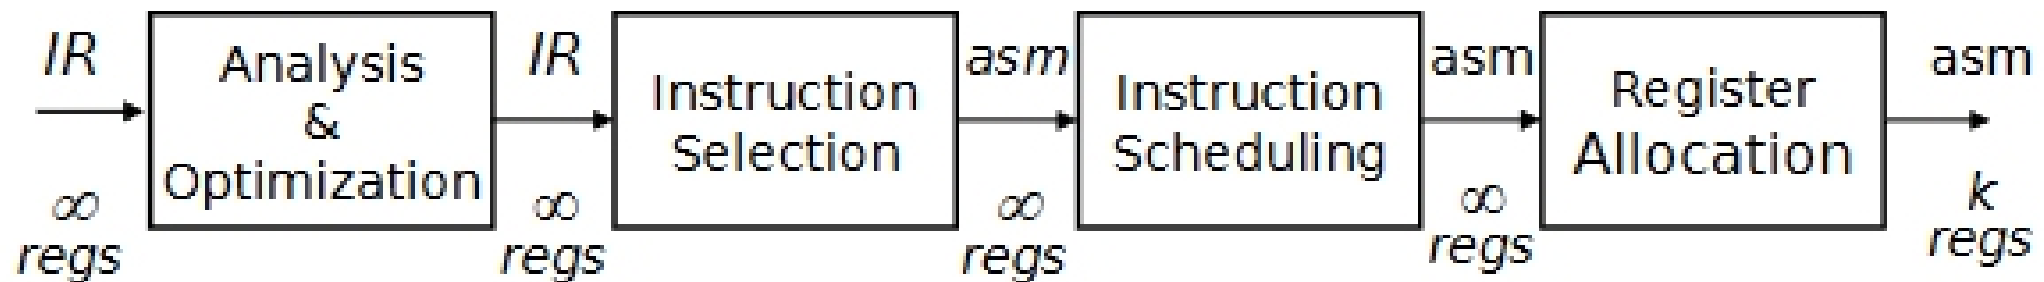 IR
∞
regs
Analysis
&
Optimization
IR
∞
regs
Instruction
Selection
asm
∞
regs
Instruction
Scheduling
asm
∞
regs
Register
Allocation
asm
k
regs